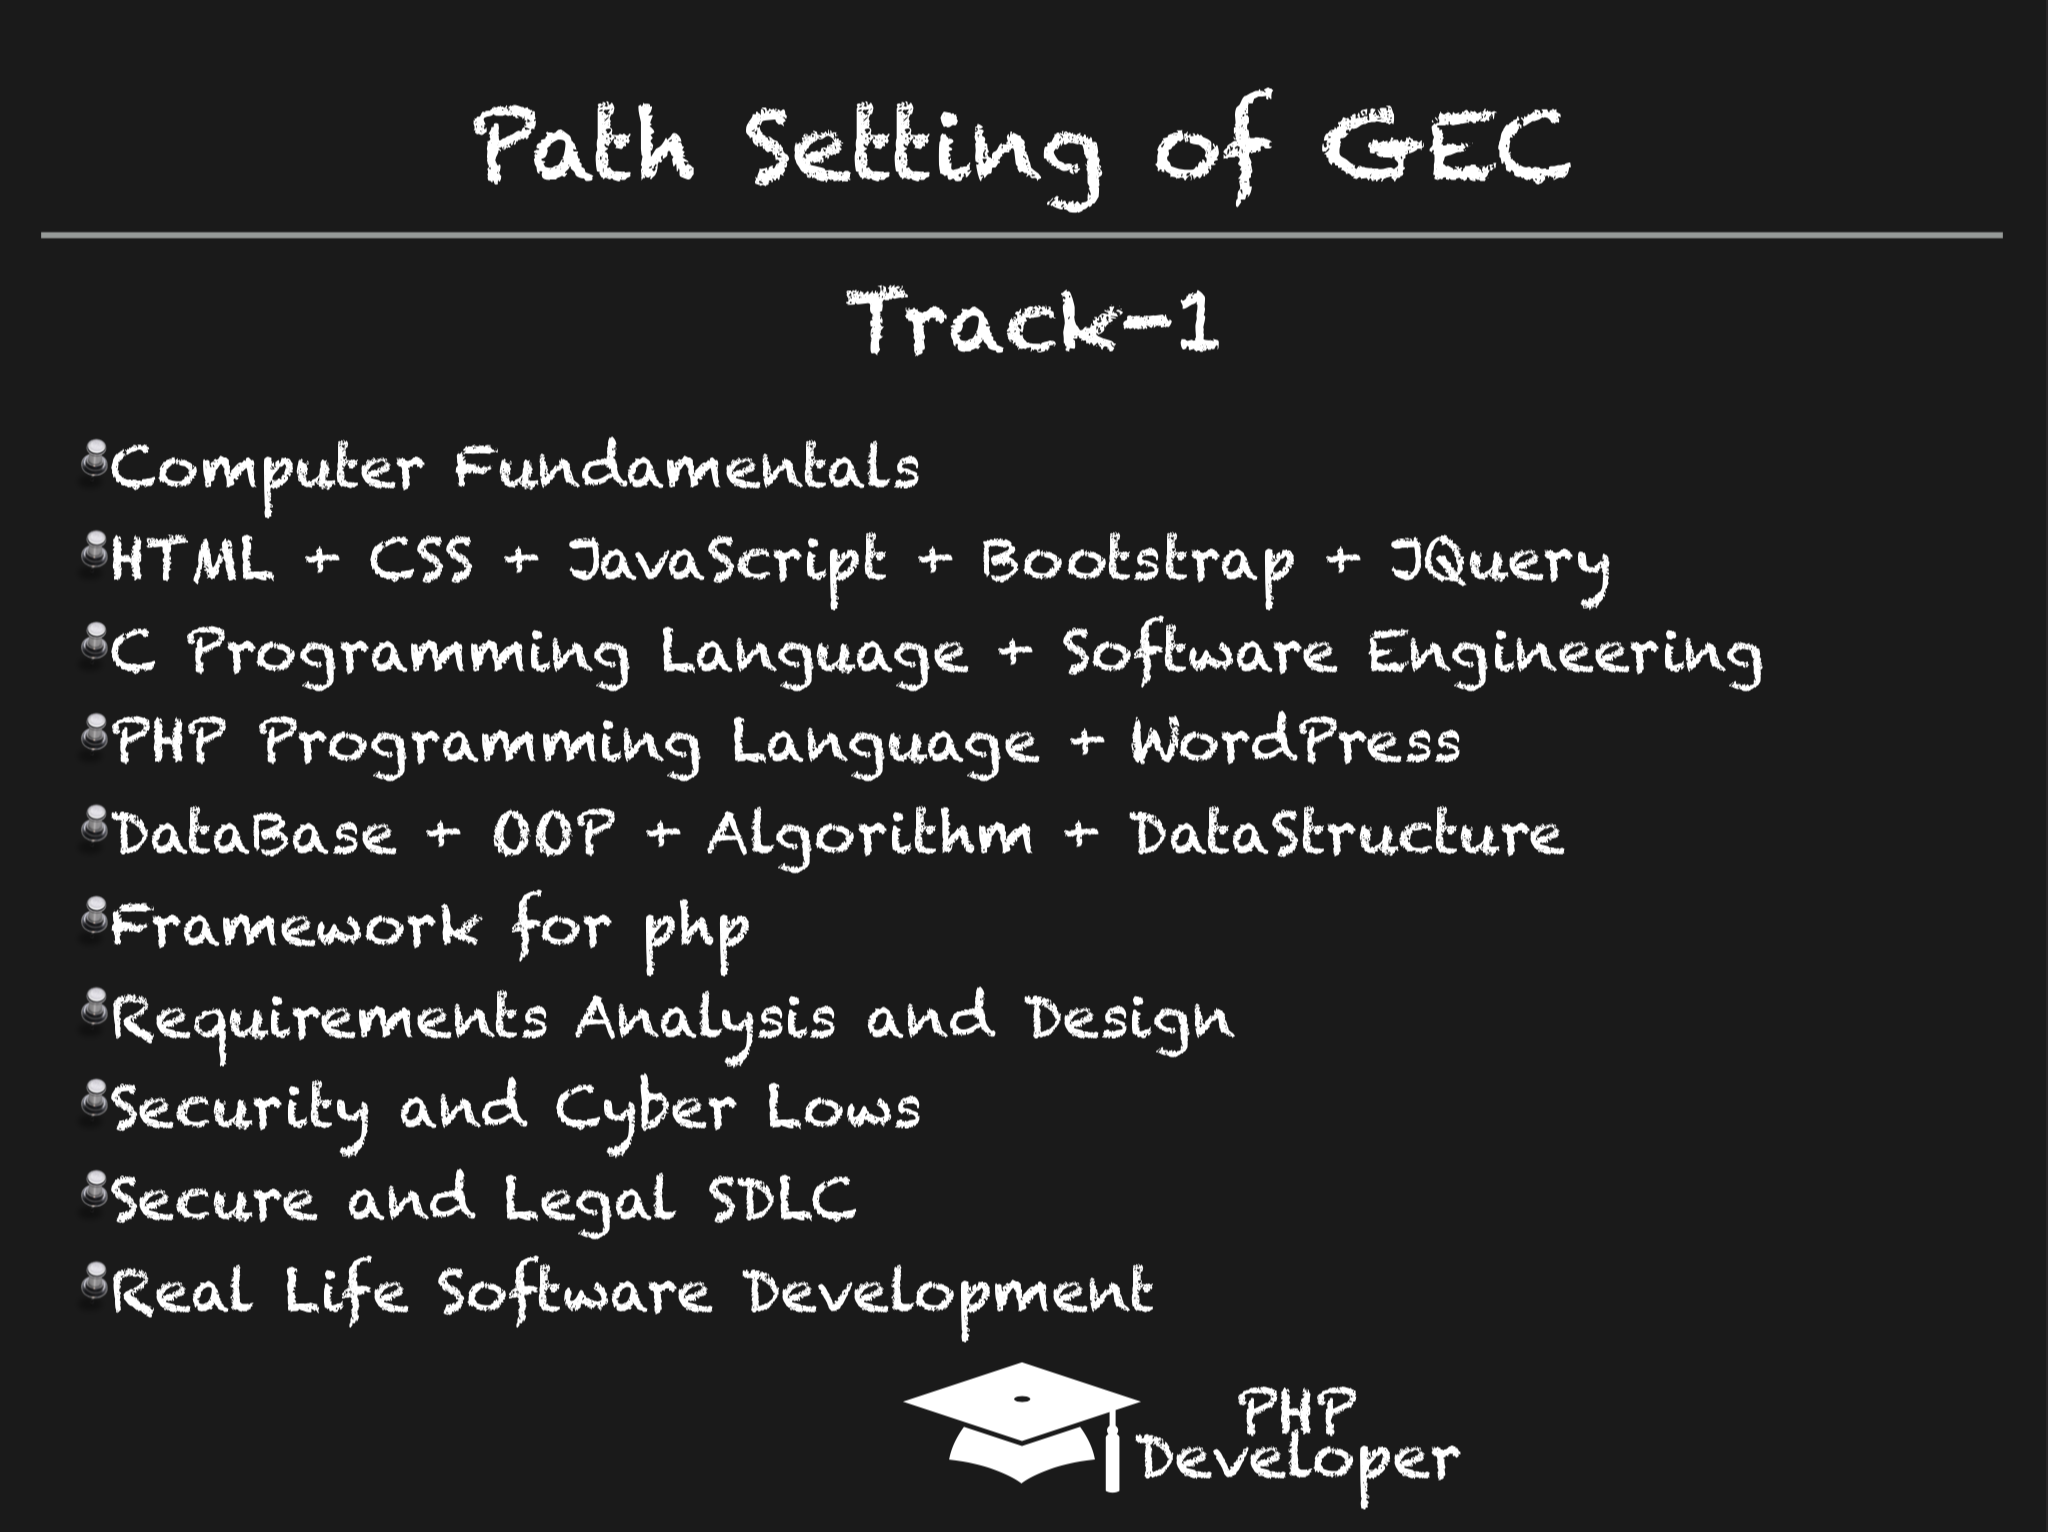 Path Setting of GEC
Track-1
Computer Fundamentals
HTML + CSS + JavaScript + Bootstrap + JQuery
C Programming Language + Software Engineering
PHP Programming Language + WordPress
DataBase + OOP + Algorithm + DataStructure
Framework for php
Requirements Analysis and Design
Security and Cyber Lows
Secure and Legal SDLC
Real Life Software Development
PHP
Developer